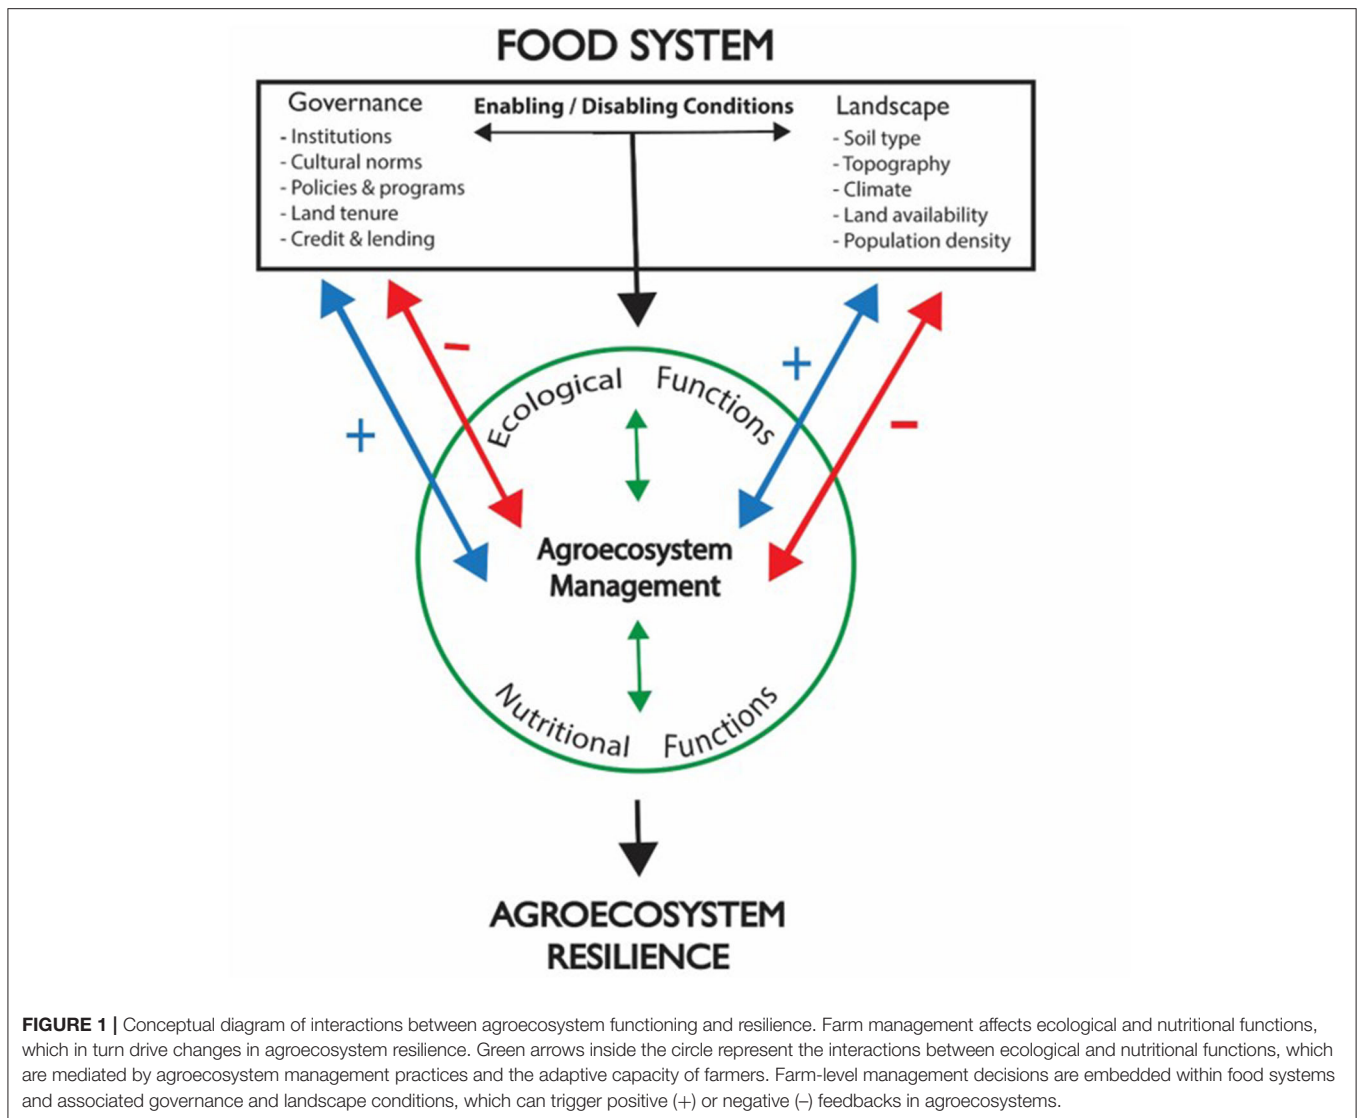 FOOD SYSTEM
Governance
- Institutions
- Cultural norms
- Policies & programs
- Land tenure
- Credit & lending
Enabling / Disabling Conditions
Landscape
- Soil type
- Topography
- Climate
- Land availability
- Population density
–
+
+
–
Ecological Functions
Agroecosystem
Management
Nutritional Functions
AGROECOSYSTEM
RESILIENCE
FIGURE 1 | Conceptual diagram of interactions between agroecosystem functioning and resilience. Farm management affects ecological and nutritional functions,
which in turn drive changes in agroecosystem resilience. Green arrows inside the circle represent the interactions between ecological and nutritional functions, which
are mediated by agroecosystem management practices and the adaptive capacity of farmers. Farm-level management decisions are embedded within food systems
and associated governance and landscape conditions, which can trigger positive (+) or negative (–) feedbacks in agroecosystems.